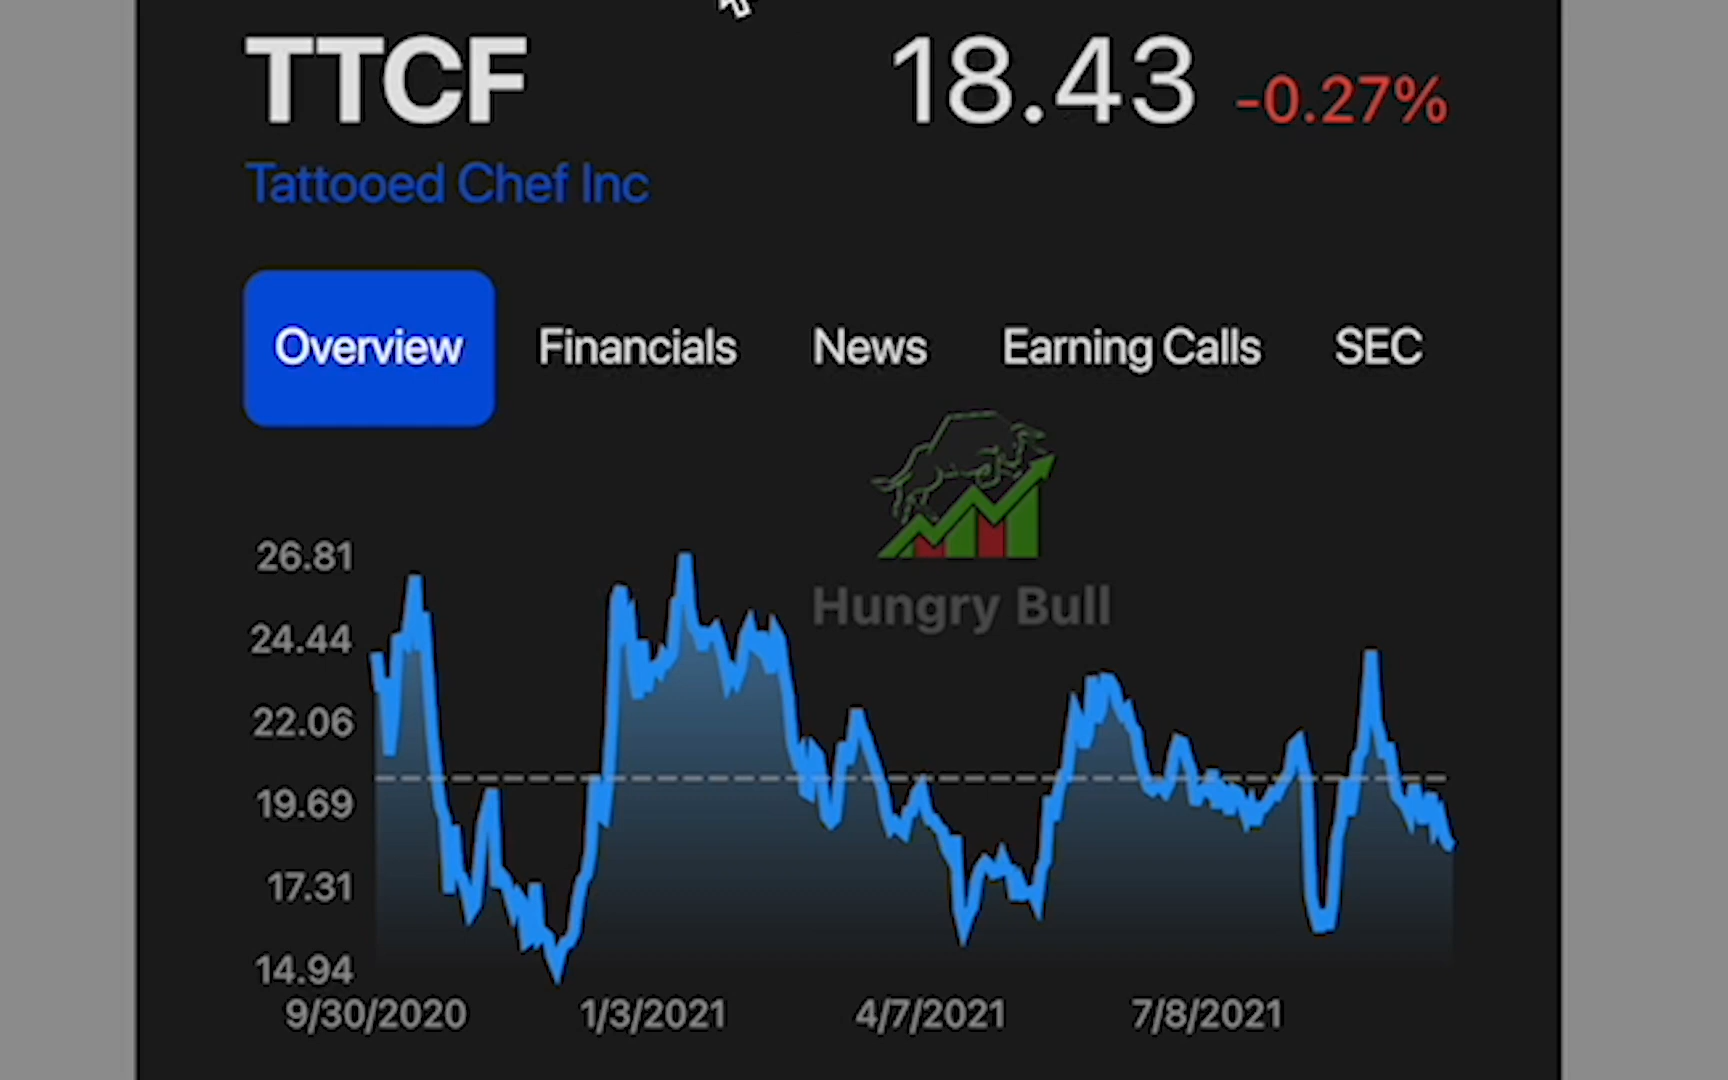 TTCF 18.43 -0.27%
Tattooed Chef Inc
Overview Financials News Earning Calls SEC
Hungry Bull
26.81
24.44
22.06
19.69
17.31
14.94
9/30/2020 1/3/2021 4/7/2021 7/8/2021